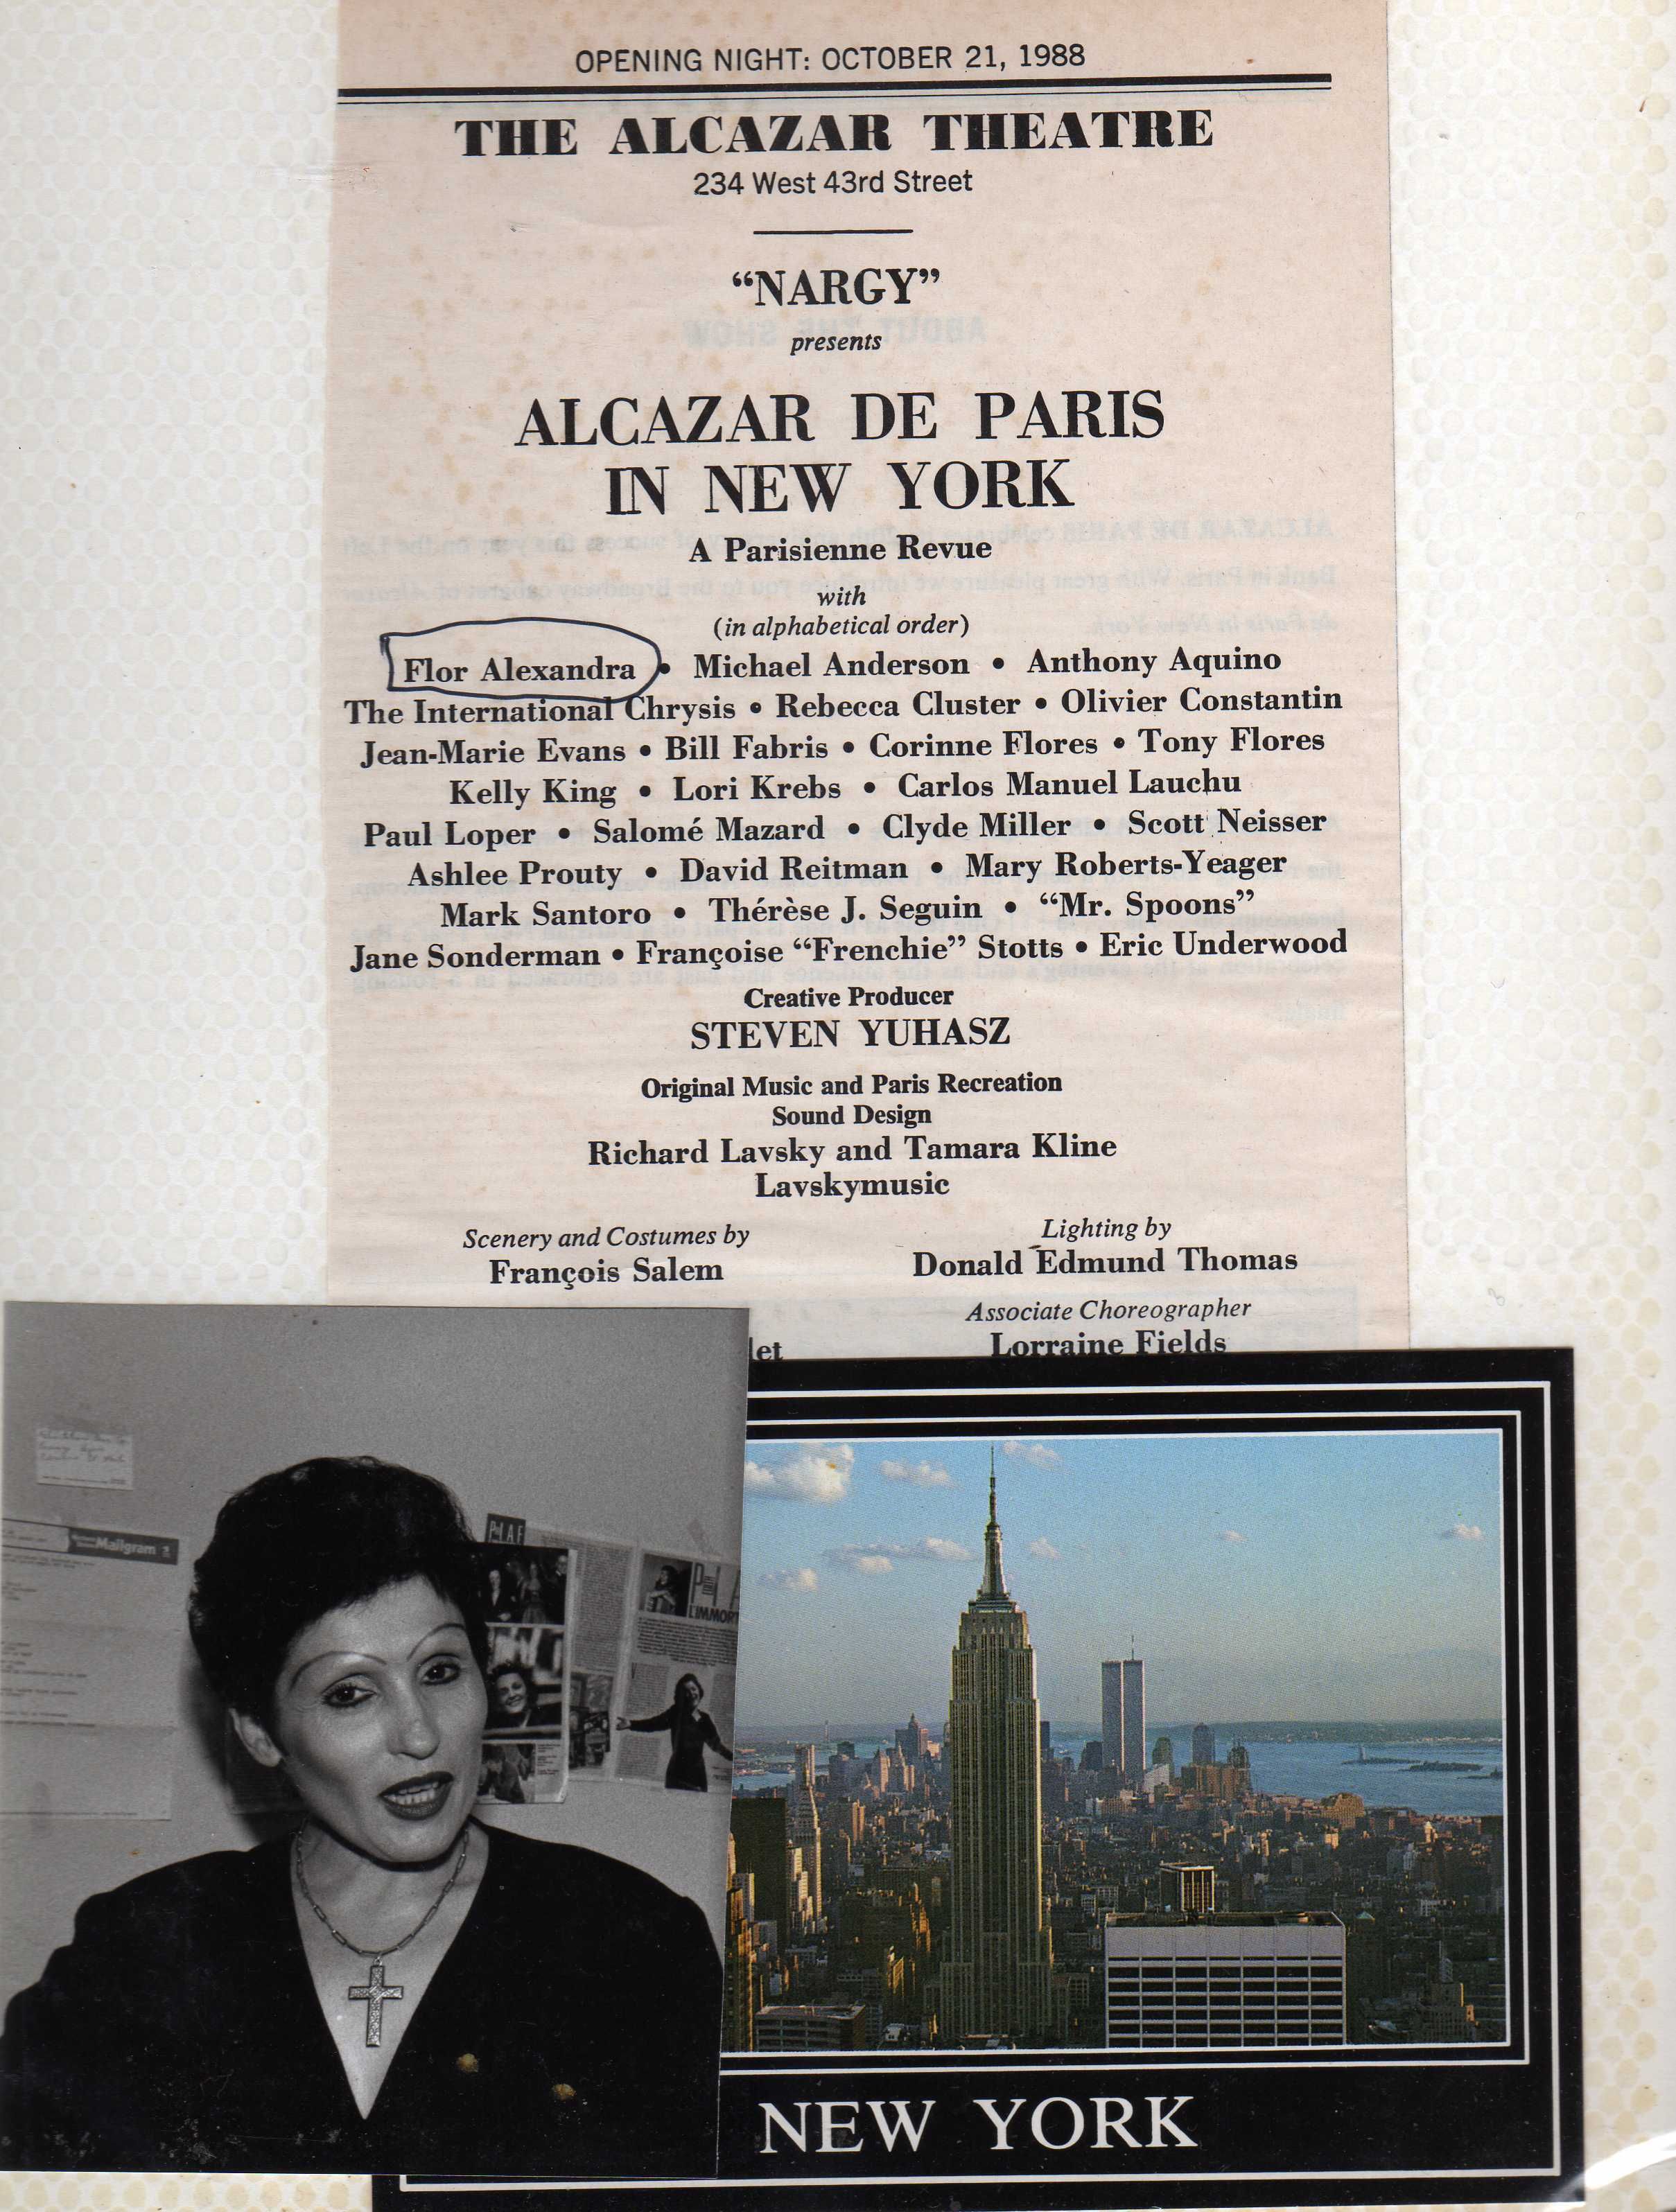 OPENING NIGHT: OCTOBER 21, 1988
THE ALCAZAR THEATRE
234 West 43rd Street
“NARGY”
presents
ALCAZAR DE PARIS
IN NEW YORK
A Parisienne Revue
with
(in alphabetical order)
Flor Alexandra • Michael Anderson • Anthony Aquino
The International Chrysis • Rebecca Cluster • Olivier Constantin
Jean-Marie Evans • Bill Fabris • Corinne Flores • Tony Flores
Kelly King • Lori Krebs • Carlos Manuel Lauchu
Paul Loper • Salomé Mazard • Clyde Miller • Scott Neisser
Ashlee Prouty • David Reitman • Mary Roberts-Yeager
Mark Santoro • Thérèse J. Seguin • “Mr. Spoons”
Jane Sonderman • Françoise “Frenchie” Stotts • Eric Underwood
Creative Producer
STEVEN YUHASZ
Original Music and Paris Recreation
Sound Design
Richard Lavsky and Tamara Kline
Lavskymusic
Scenery and Costumes by
François Salem
Lighting by
Donald Edmund Thomas
Associate Choreographer
let
Lorraine Fields
Mailgram
PIAF
L'IMMOR
NEW YORK